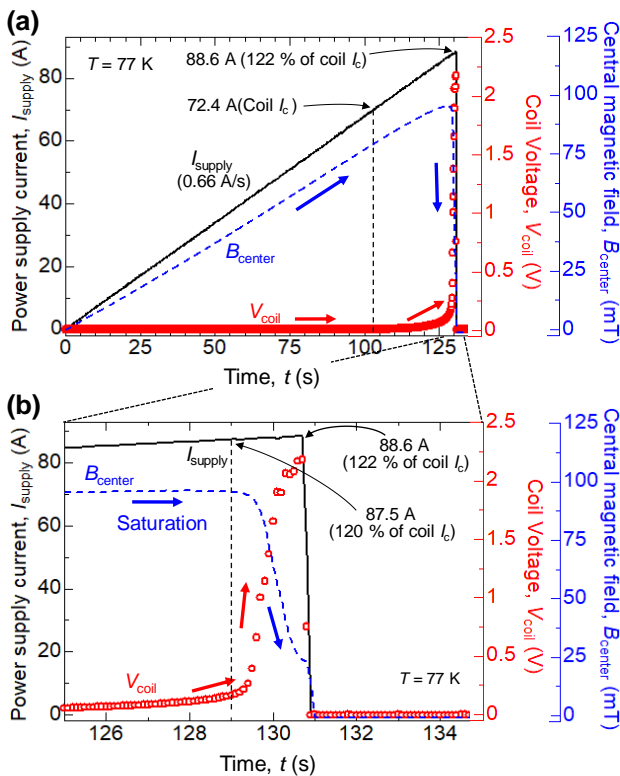 (a)
88.6 A (122 % of coil Ic)
T = 77 K
72.4 A(Coil Ic )
Isupply
(0.66 A/s)
Bcenter
Vcoil
Power supply current, Isupply (A)
80
60
40
20
0
0 25 50 75 100 125
Time, t (s)
2.5
2
1.5
1
0.5
0
Coil Voltage, Vcoil (V)
125
100
75
50
25
0
Central magnetic field, Bcenter (mT)
(b)
Isupply
88.6 A
(122 % of coil Ic)
Bcenter
Saturation
87.5 A
(120 % of coil Ic)
Vcoil
T = 77 K
Power supply current, Isupply (A)
80
60
40
20
0
126 128 130 132 134
Time, t (s)
2.5
2
1.5
1
0.5
0
Coil Voltage, Vcoil (V)
125
100
75
50
25
0
Central magnetic field, Bcenter (mT)